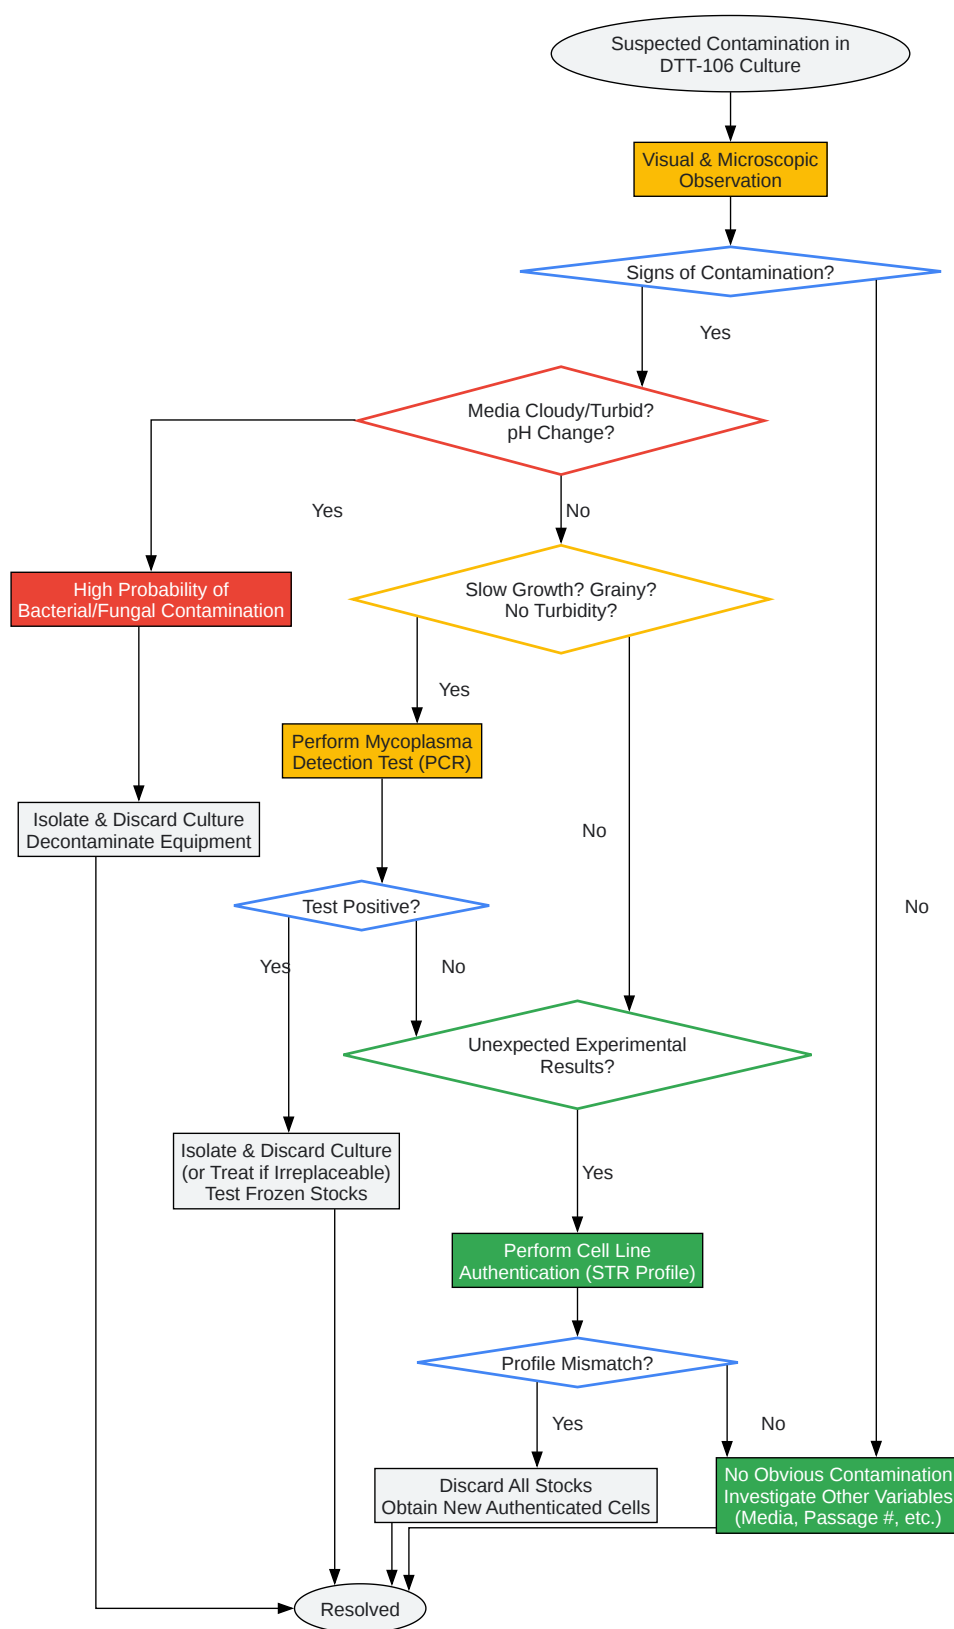 Suspected Contamination in
DTT-106 Culture
Visual & Microscopic
Observation
Signs of Contamination?
Yes
Media Cloudy/Turbid?
pH Change?
Yes
No
High Probability of
Bacterial/Fungal Contamination
Slow Growth? Grainy?
No Turbidity?
Yes
Perform Mycoplasma
Detection Test (PCR)
Isolate & Discard Culture
Decontaminate Equipment
No
Test Positive?
No
Yes
No
Unexpected Experimental
Results?
Isolate & Discard Culture
(or Treat if Irreplaceable)
Test Frozen Stocks
Yes
Perform Cell Line
Authentication (STR Profile)
Profile Mismatch?
Yes
No
Discard All Stocks
Obtain New Authenticated Cells
No Obvious Contamination
Investigate Other Variables
(Media, Passage #, etc.)
Resolved